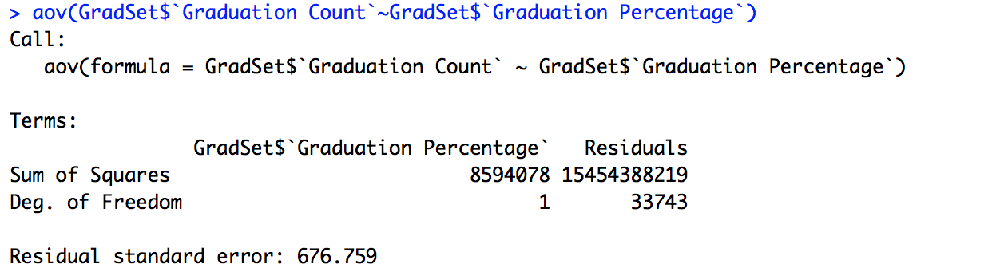 > aov(GradSet$`Graduation Count`~GradSet$`Graduation Percentage`)
Call:
   aov(formula = GradSet$`Graduation Count` ~ GradSet$`Graduation Percentage`)

Terms:
                GradSet$`Graduation Percentage`   Residuals
Sum of Squares                          8594078 15454388219
Deg. of Freedom                               1       33743

Residual standard error: 676.759